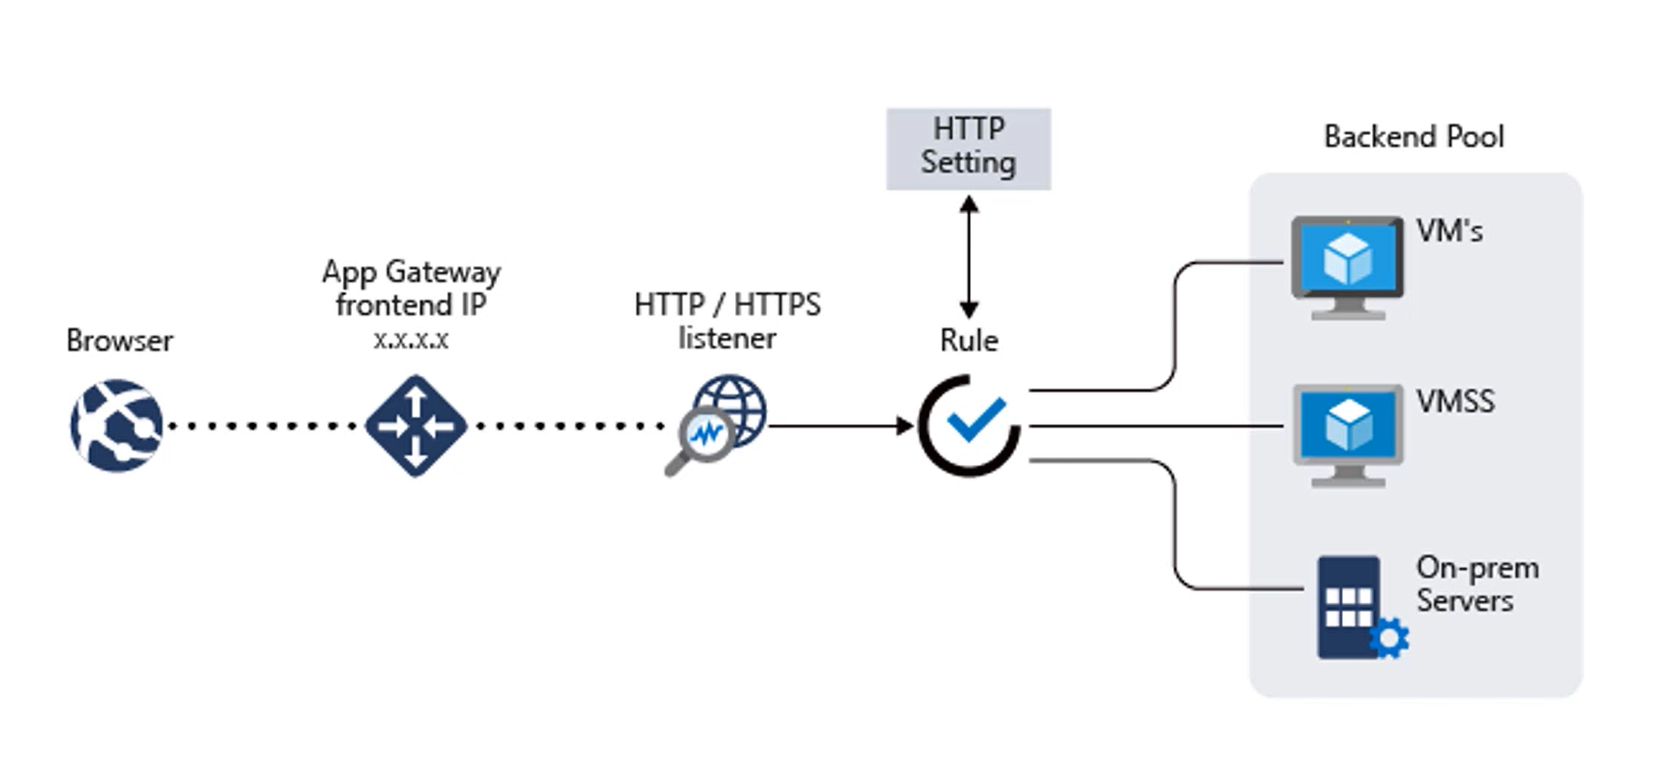 Browser
App Gateway
frontend IP
x.x.x.x
HTTP / HTTPS
listener
HTTP
Setting
Rule
Backend Pool
VM's
VMSS
On-prem
Servers